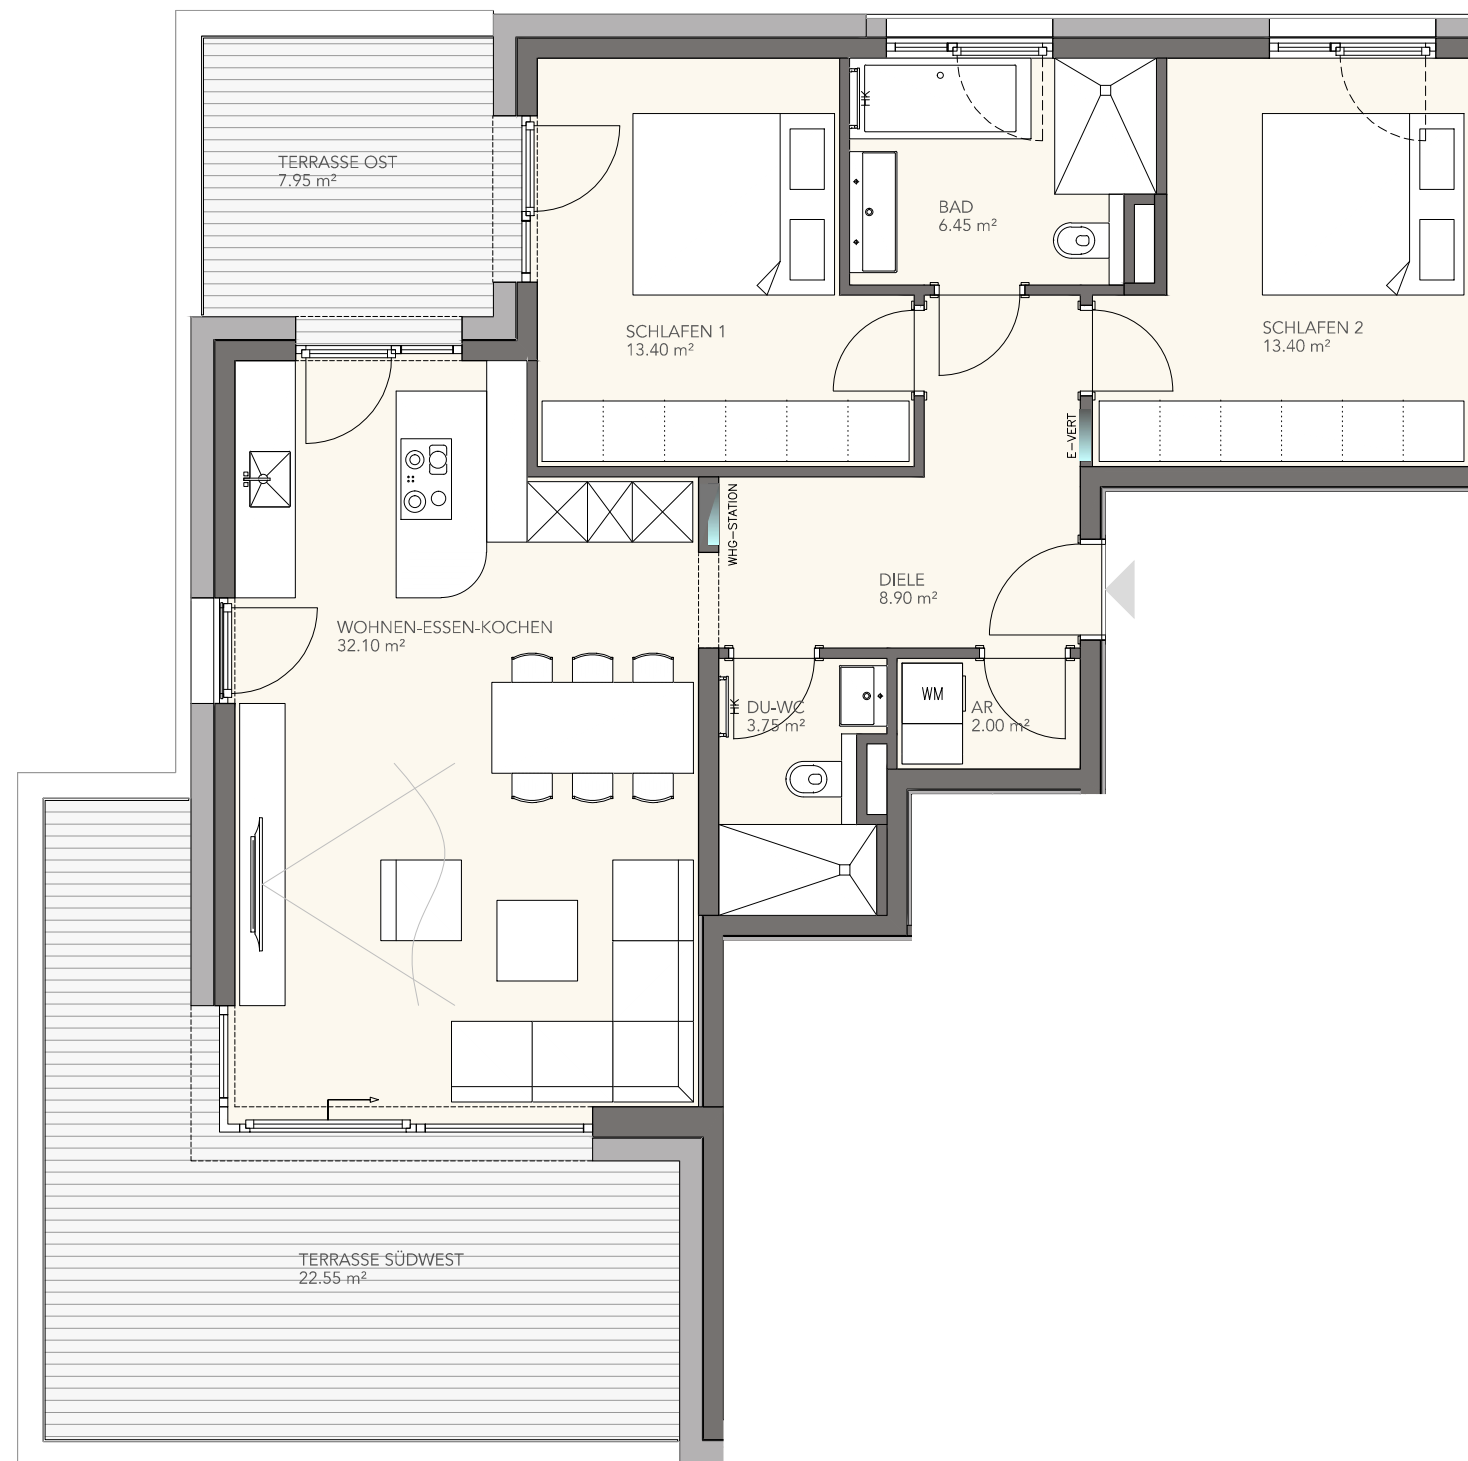 TERRASSE OST
7.95 m²
HK
BAD
6.45 m²
SCHLAFEN 1
13.40 m²
SCHLAFEN 2
13.40 m²
E-VERT
WHG-STATION
DIELE
8.90 m²
WOHNEN-ESSEN-KOCHEN
32.10 m²
HK
DU-WC
3.75 m²
WM
AR
2.00 m²
TERRASSE SÜDWEST
22.55 m²